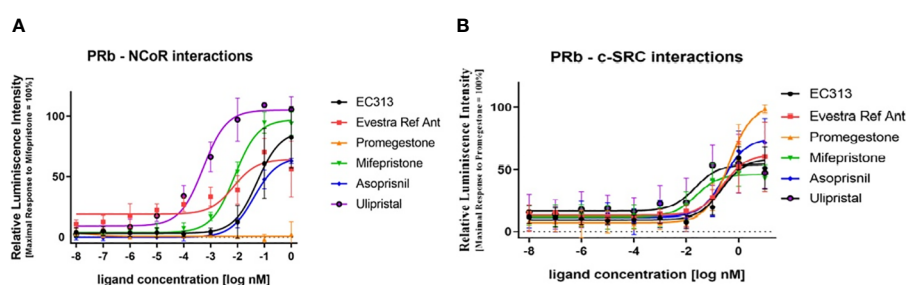 A
PRb - NCoR interactions
Relative Luminescence Intensity
[Maximal Response to Mifepristone = 100%]
100
50
0
-8 -7 -6 -5 -4 -3 -2 -1 0
ligand concentration [log nM]
EC313
Evestra Ref Ant
Promegestone
Mifepristone
Asoprisnil
Ulipristal
B
PRb - c-SRC interactions
Relative Luminescence Intensity
[Maximal Response to Promegestone = 100%]
100
50
0
-8 -6 -4 -2 0
ligand concentration [log nM]
EC313
Evestra Ref Ant
Promegestone
Mifepristone
Asoprisnil
Ulipristal